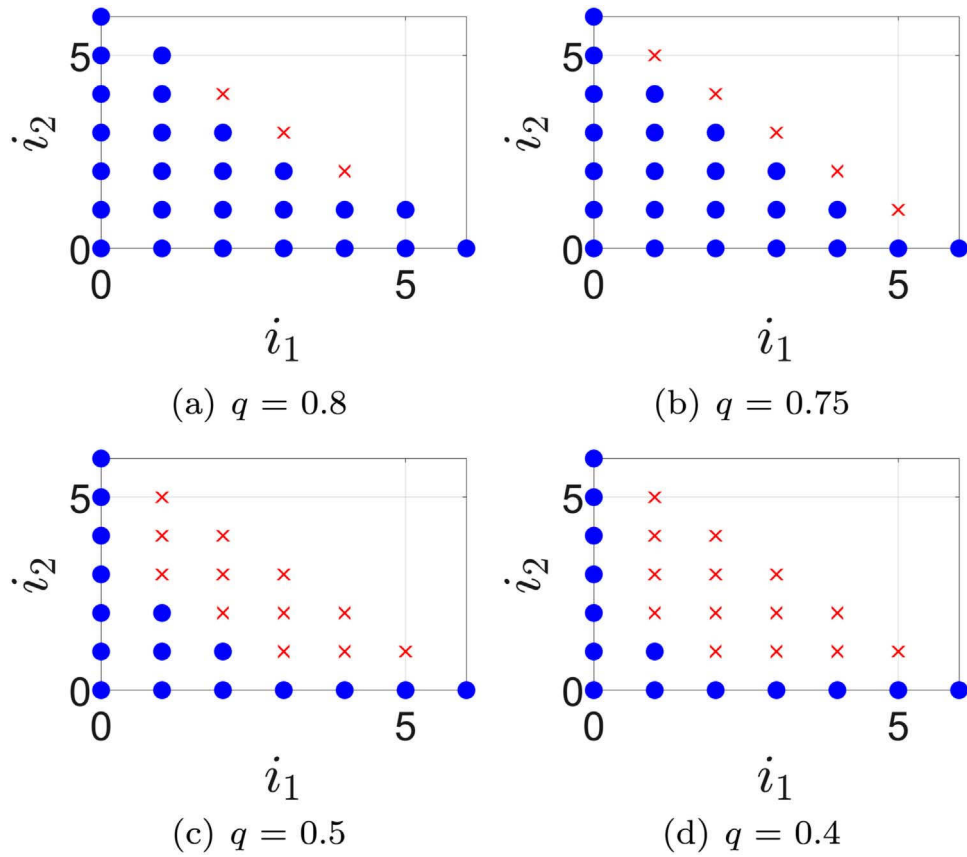 5
i₂
0
0 5
i₁
(a) q = 0.8
5
i₂
0
0 5
i₁
(b) q = 0.75
5
i₂
0
0 5
i₁
(c) q = 0.5
5
i₂
0
0 5
i₁
(d) q = 0.4